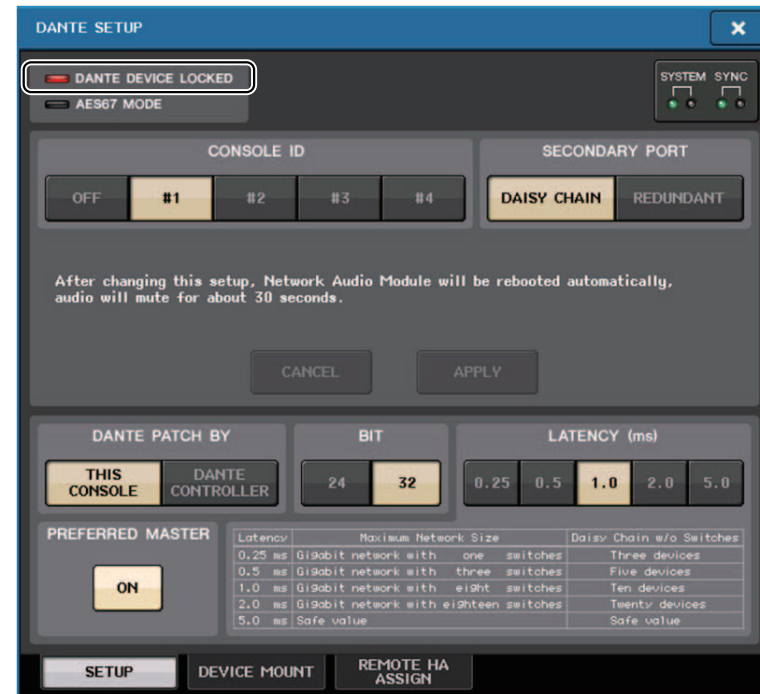 DANTE SETUP
DANTE DEVICE LOCKED
AES67 MODE
SYSTEM SYNC
CONSOLE ID
OFF #1 #2 #3 #4
SECONDARY PORT
DAISY CHAIN REDUNDANT
After changing this setup, Network Audio Module will be rebooted automatically,
audio will mute for about 30 seconds.
CANCEL APPLY
DANTE PATCH BY
THIS CONSOLE
DANTE CONTROLLER
BIT
24 32
LATENCY (ms)
0.25 0.5 1.0 2.0 5.0
PREFERRED MASTER
ON
Latency Maximum Network Size Daisy Chain w/o Switches
0.25 ms Gigabit network with one switches Three devices
0.5 ms Gigabit network with three switches Five devices
1.0 ms Gigabit network with eight switches Ten devices
2.0 ms Gigabit network with eighteen switches Twenty devices
5.0 ms Safe value Safe value
SETUP
DEVICE MOUNT
REMOTE HA
ASSIGN